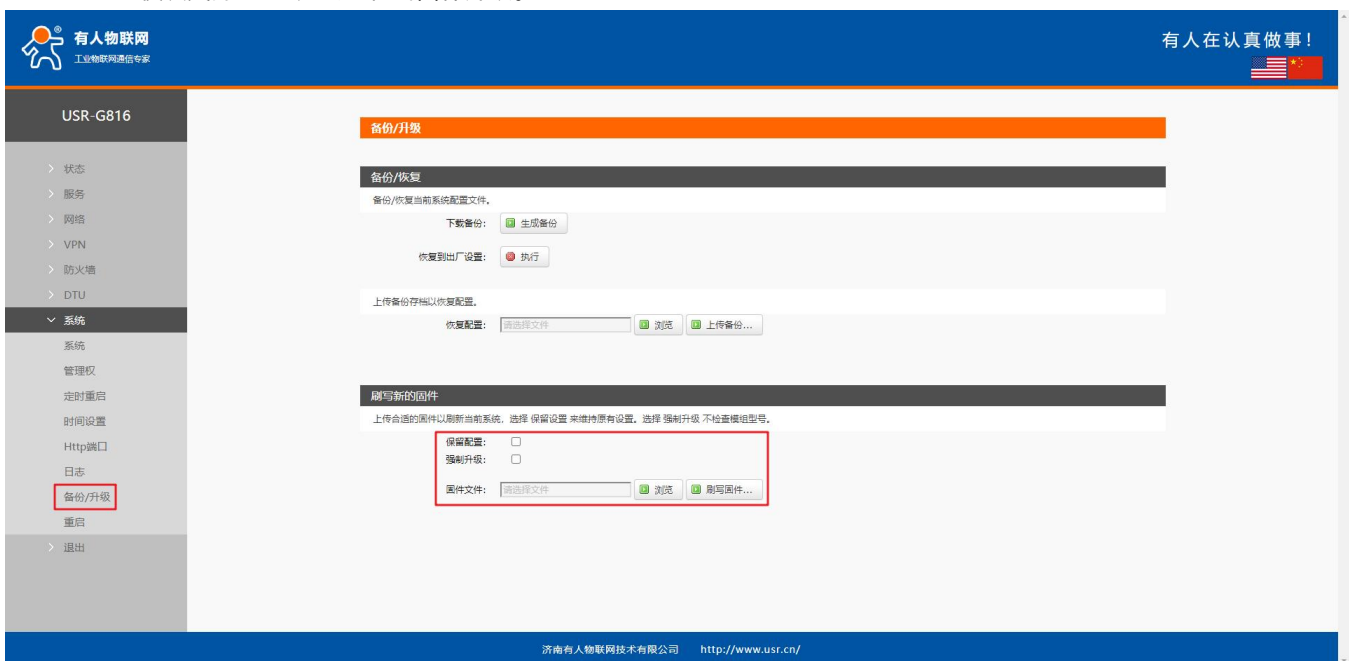 有人物联网
工业物联网通信专家
有人在认真做事!
USR-G816
状态
服务
网络
VPN
防火墙
DTU
系统
系统
管理权
定时重启
时间设置
Http端口
日志
备份/升级
重启
退出
备份/升级
备份/恢复
备份/恢复当前系统配置文件。
下载备份: 生成备份
恢复到出厂设置: 执行
上传备份存档以恢复配置。
恢复配置: 请选择文件 浏览 上传备份...
刷写新的固件
上传合适的固件以刷新当前系统, 选择 保留设置 来维持原有设置。选择 强制升级 不检查模组型号。
保留配置:
强制升级:
固件文件: 请选择文件 浏览 刷写固件...
济南有人物联网技术有限公司 http://www.usr.cn/